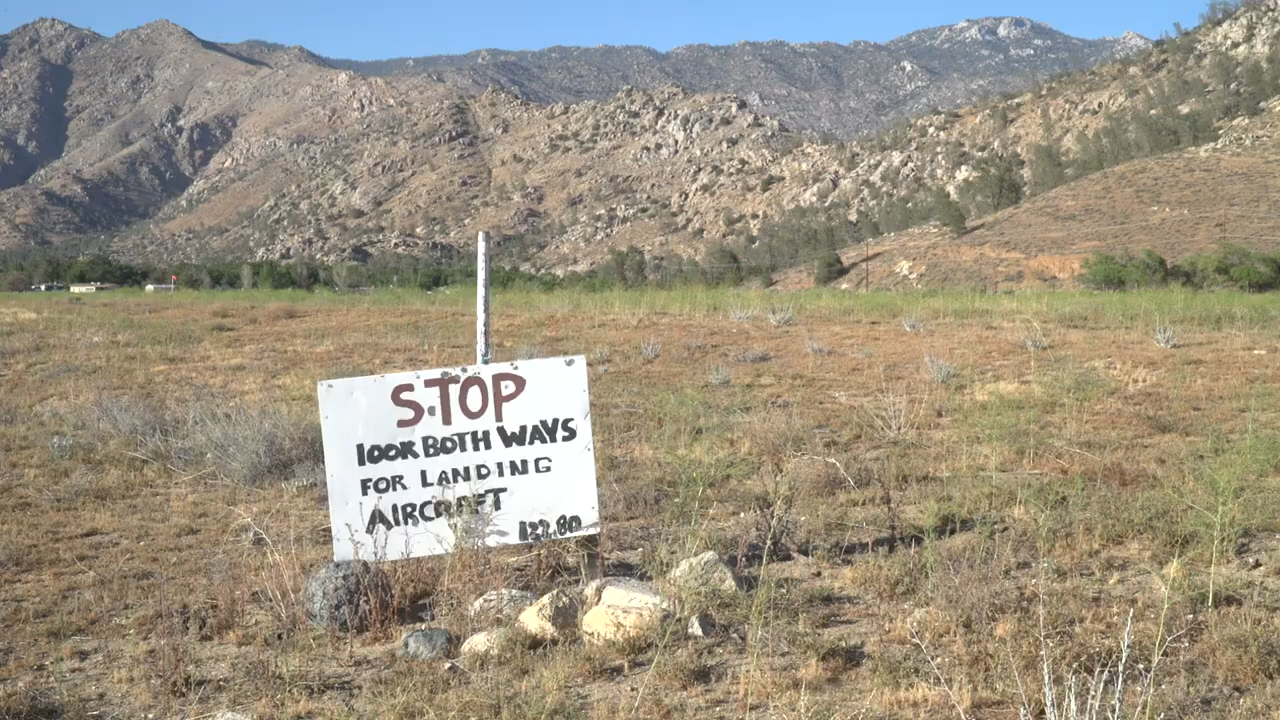 STOP
LOOK BOTH WAYS
FOR LANDING
AIRCRAFT
122.80